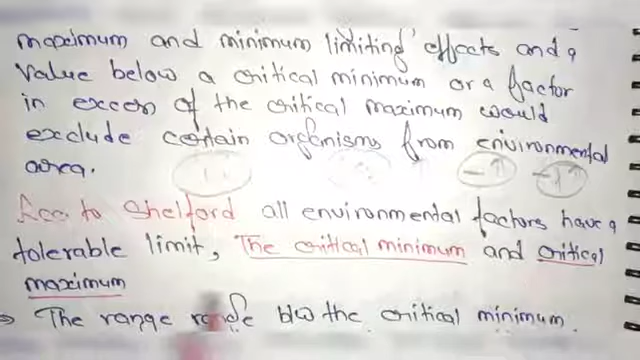 maximum and minimum limiting effects and a
value below a critical minimum or a factor
in excess of the critical maximum would
exclude certain organisms from environmental
area.
Acc. to Shelford all environmental factors have a
tolerable limit, The critical minimum and critical
maximum
⇒ The range b/w the critical minimum.